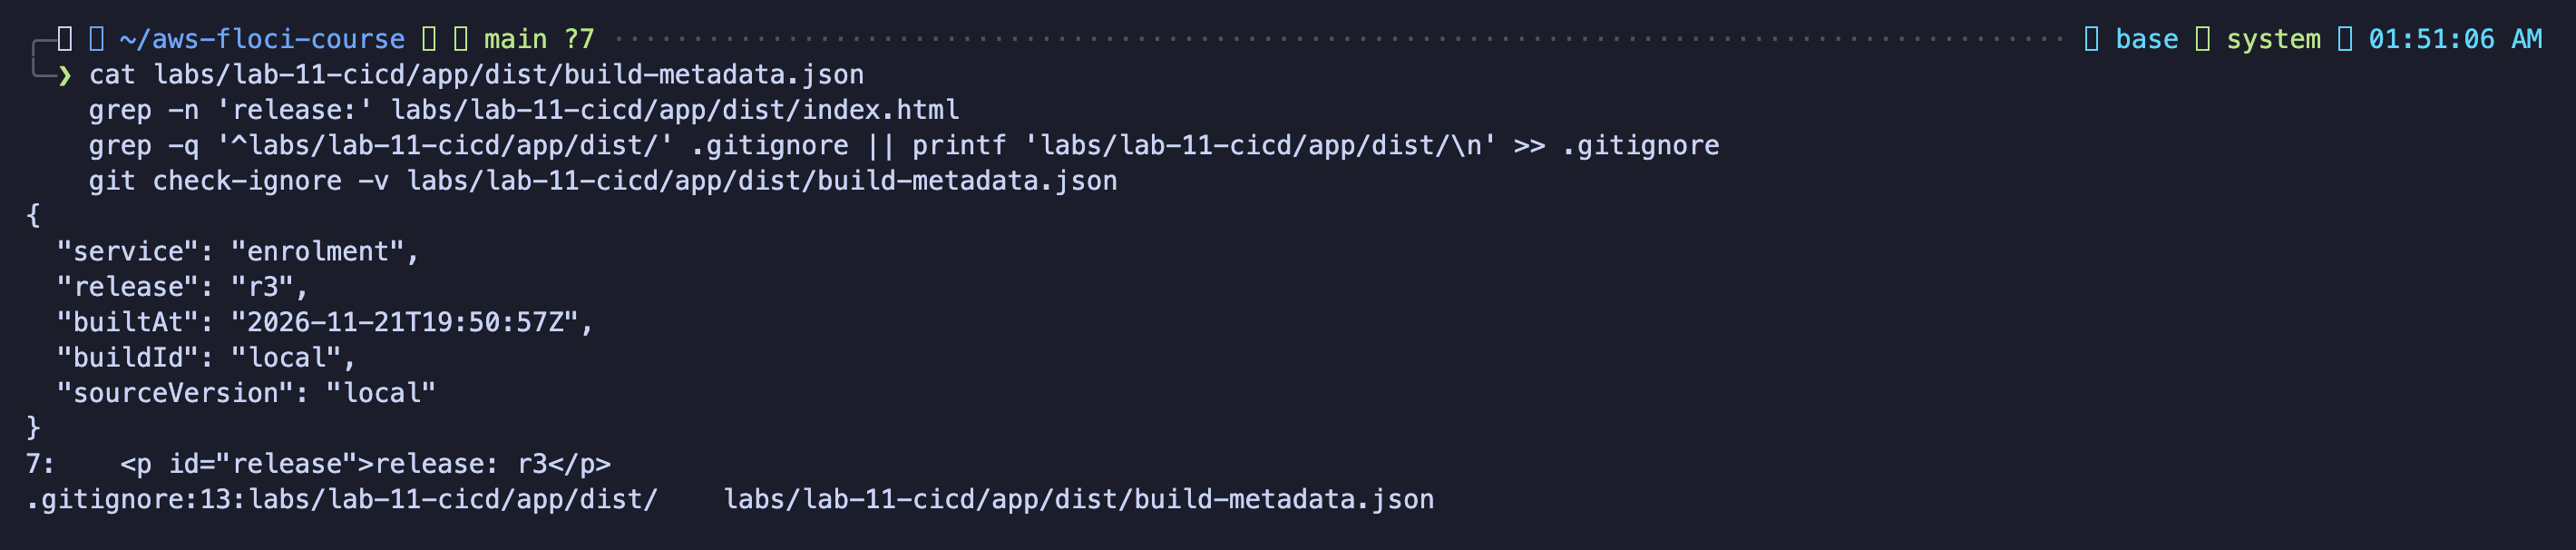 ~/aws-floci-course main ?7 base system 01:51:06 AM
❯ cat labs/lab-11-cicd/app/dist/build-metadata.json
grep -n 'release:' labs/lab-11-cicd/app/dist/index.html
grep -q '^labs/lab-11-cicd/app/dist/' .gitignore || printf 'labs/lab-11-cicd/app/dist/\n' >> .gitignore
git check-ignore -v labs/lab-11-cicd/app/dist/build-metadata.json
{
  "service": "enrolment",
  "release": "r3",
  "builtAt": "2026-11-21T19:50:57Z",
  "buildId": "local",
  "sourceVersion": "local"
}
7:    <p id="release">release: r3</p>
.gitignore:13:labs/lab-11-cicd/app/dist/    labs/lab-11-cicd/app/dist/build-metadata.json